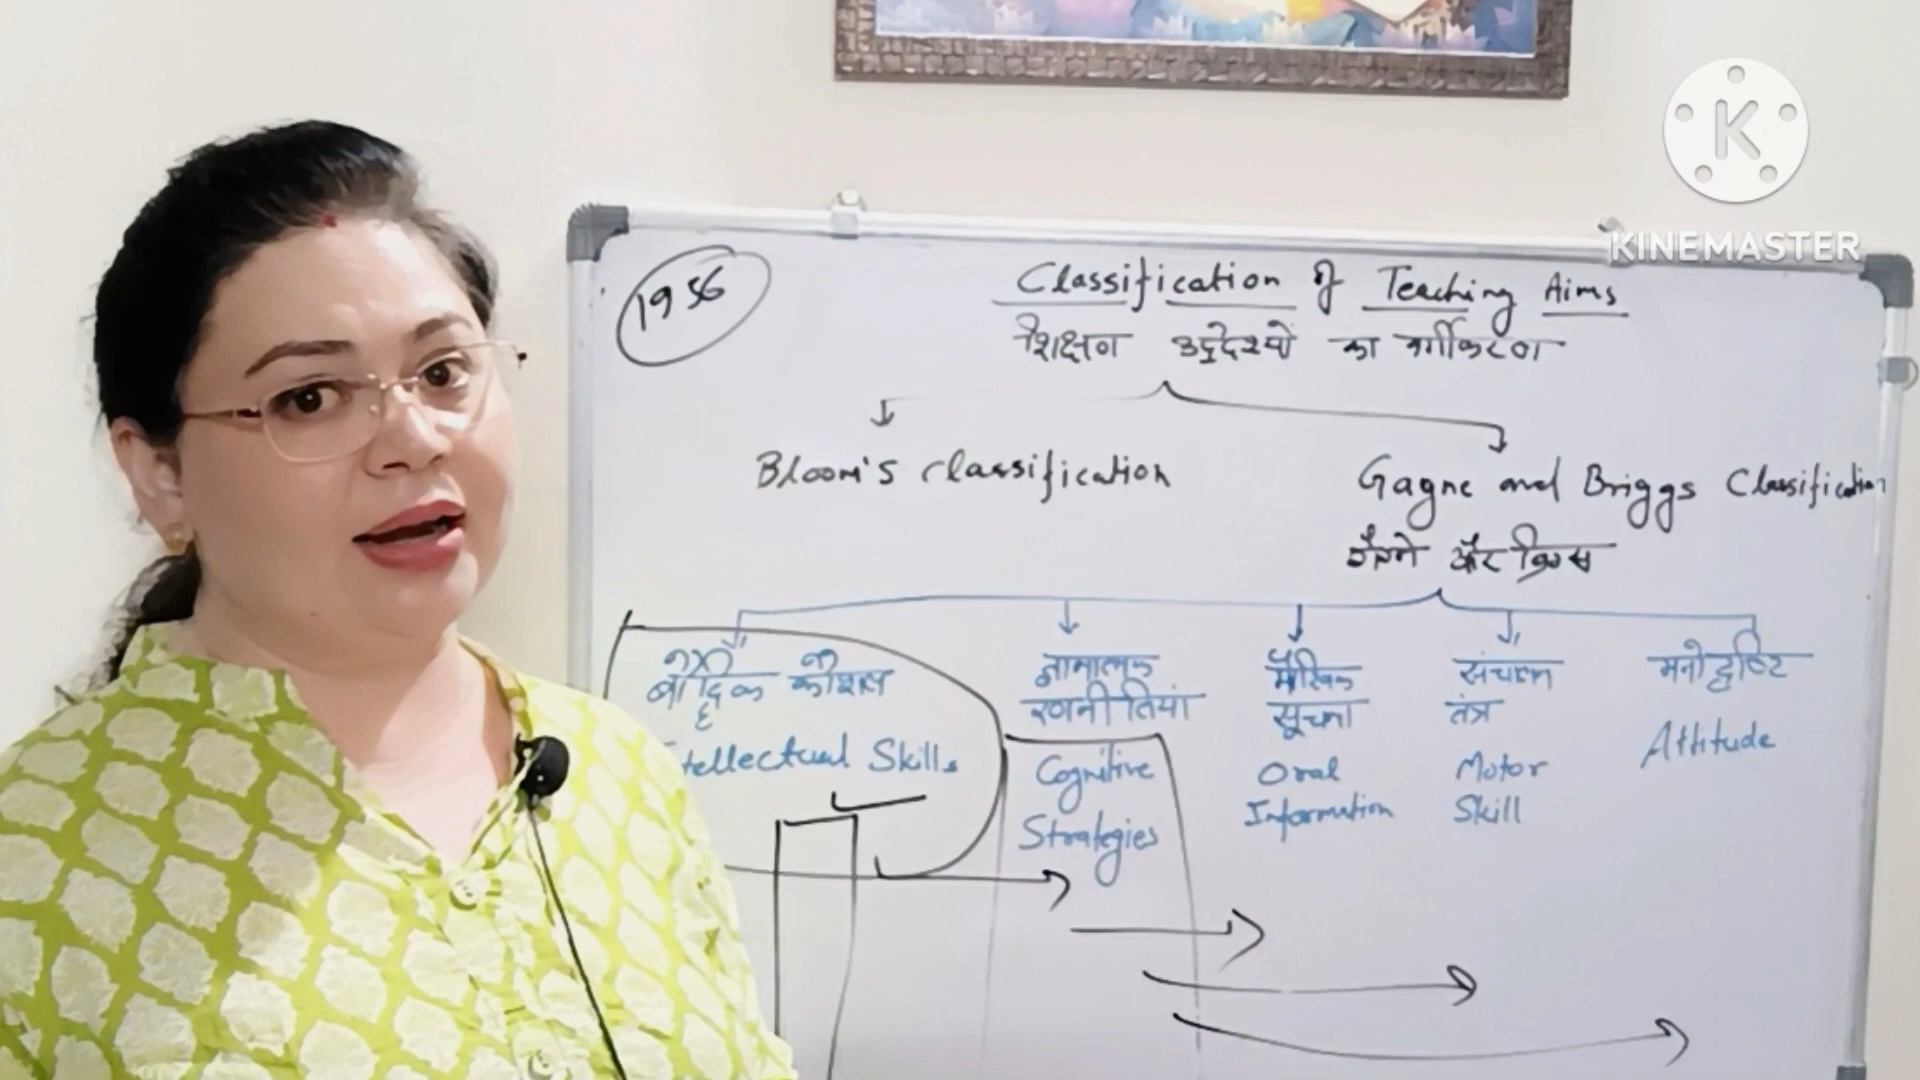 1956
Classification of Teaching Aims
शिक्षण उद्देश्यों का वर्गीकरण
Bloom's Classification
Gagne and Briggs Classification
गैगने और ब्रिग्स
बौद्धिक कौशल
ज्ञानात्मक
रणनीतियां
मौखिक
सूचना
संचालन
तंत्र
मनोदृष्टि
tellectual Skills
Cognitive
Strategies
Oral
Information
Motor
Skill
Attitude
K
KINEMASTER